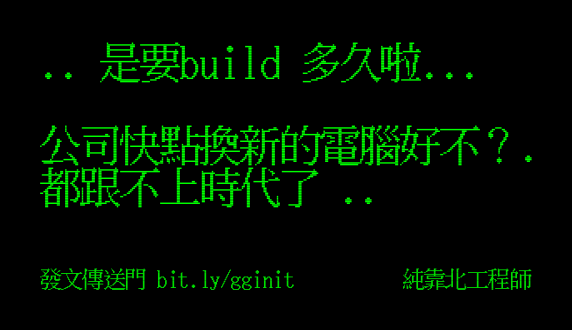 .. 是要build 多久啦...
公司快點換新的電腦好不？.
都跟不上時代了 ..
發文傳送門 bit.ly/gginit 純靠北工程師